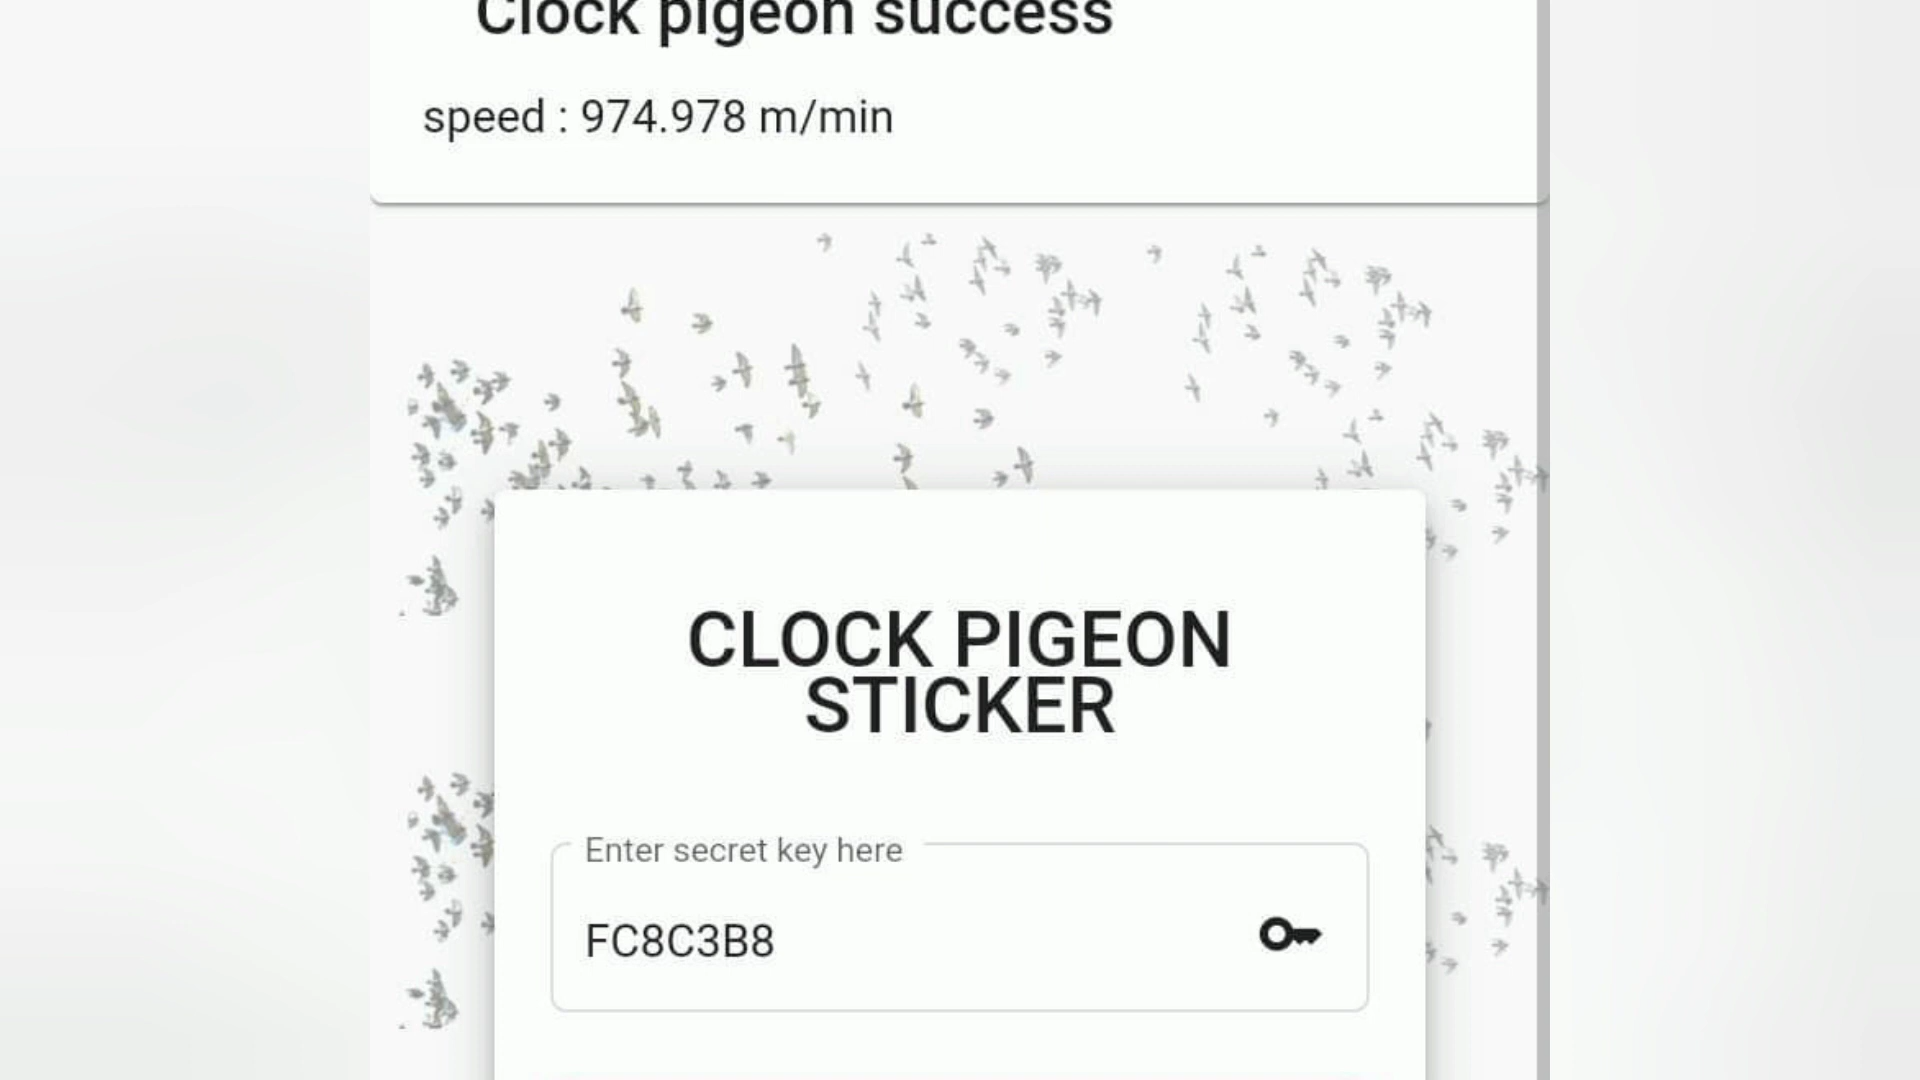 Clock pigeon success
speed : 974.978 m/min
CLOCK PIGEON
STICKER
Enter secret key here
FC8C3B8